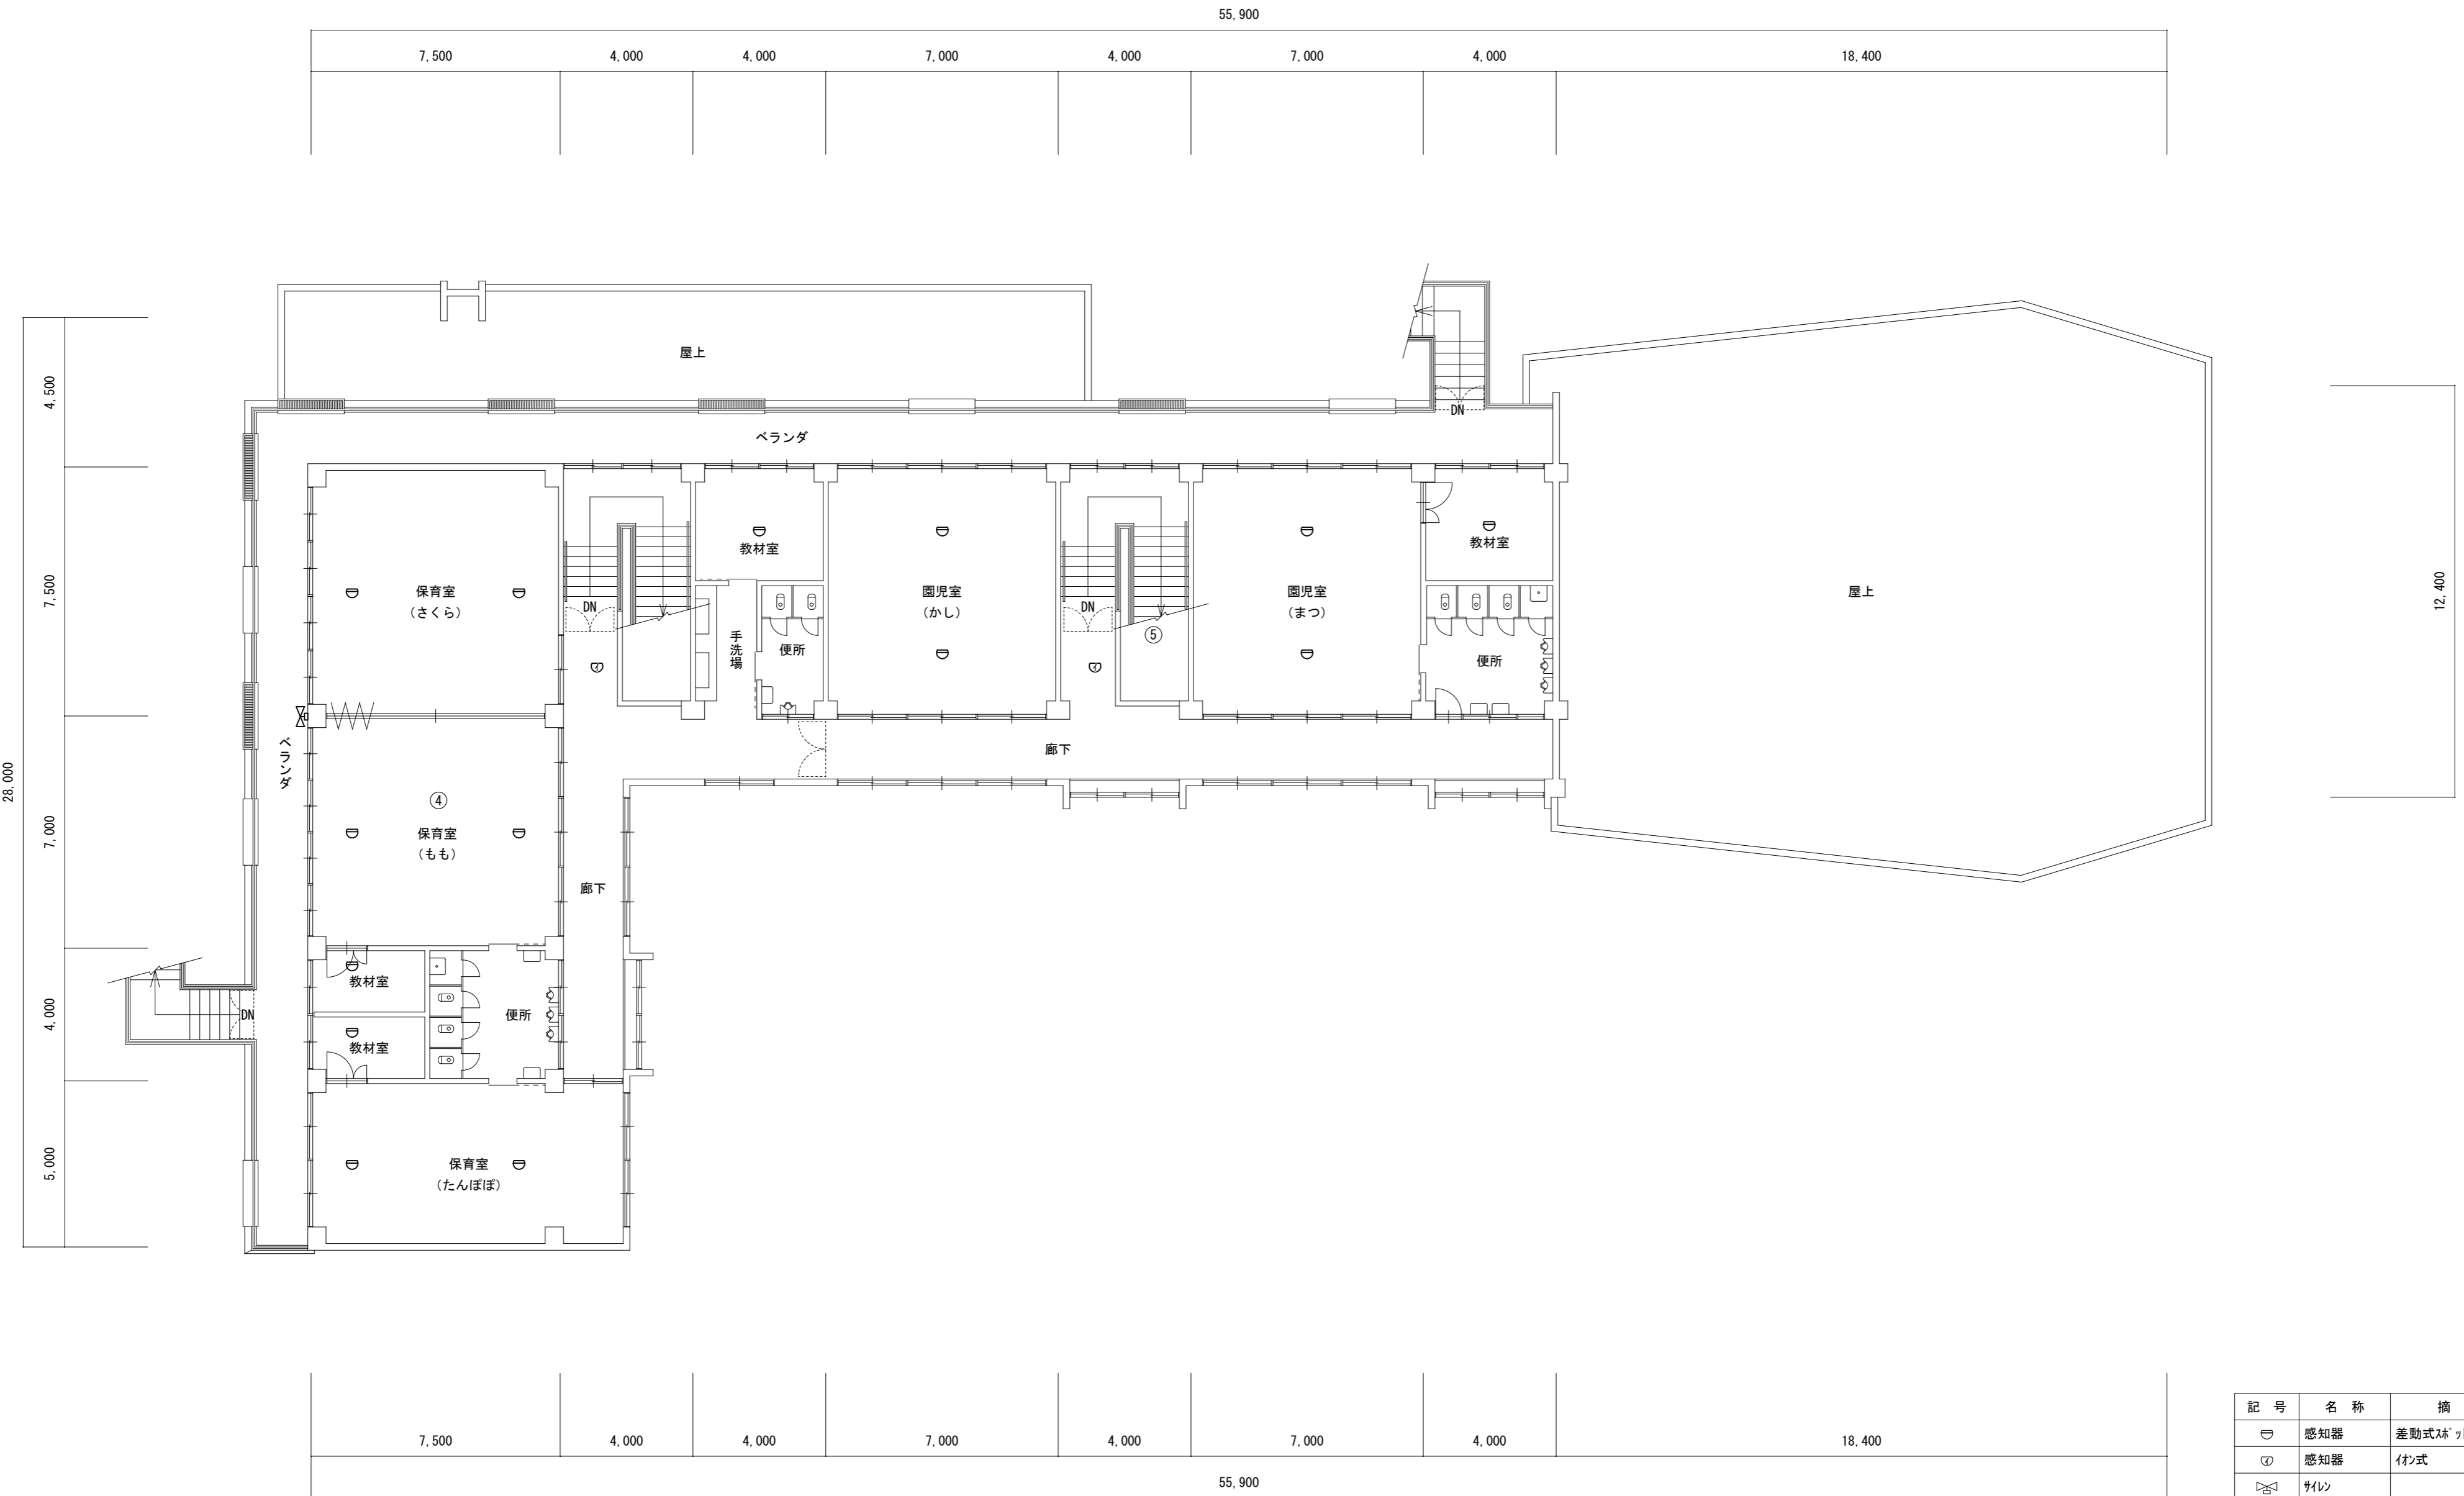 55,900
7,500 4,000 4,000 7,000 4,000 7,000 4,000 18,400
4,500
7,500
7,000
4,000
5,000
28,000
12,400
屋上
DN
ベランダ
教材室
教材室
保育室
(さくら)
DN
園児室
(かし)
DN
園児室
(まつ)
屋上
手洗場
便所
⑤
便所
ベランダ
廊下
④
保育室
(もも)
廊下
教材室
DN
便所
教材室
保育室
(たんぽぽ)
7,500 4,000 4,000 7,000 4,000 7,000 4,000 18,400
55,900
記 号 名 称 摘
感知器 差動式スポッ
感知器 イオン式
サイレン